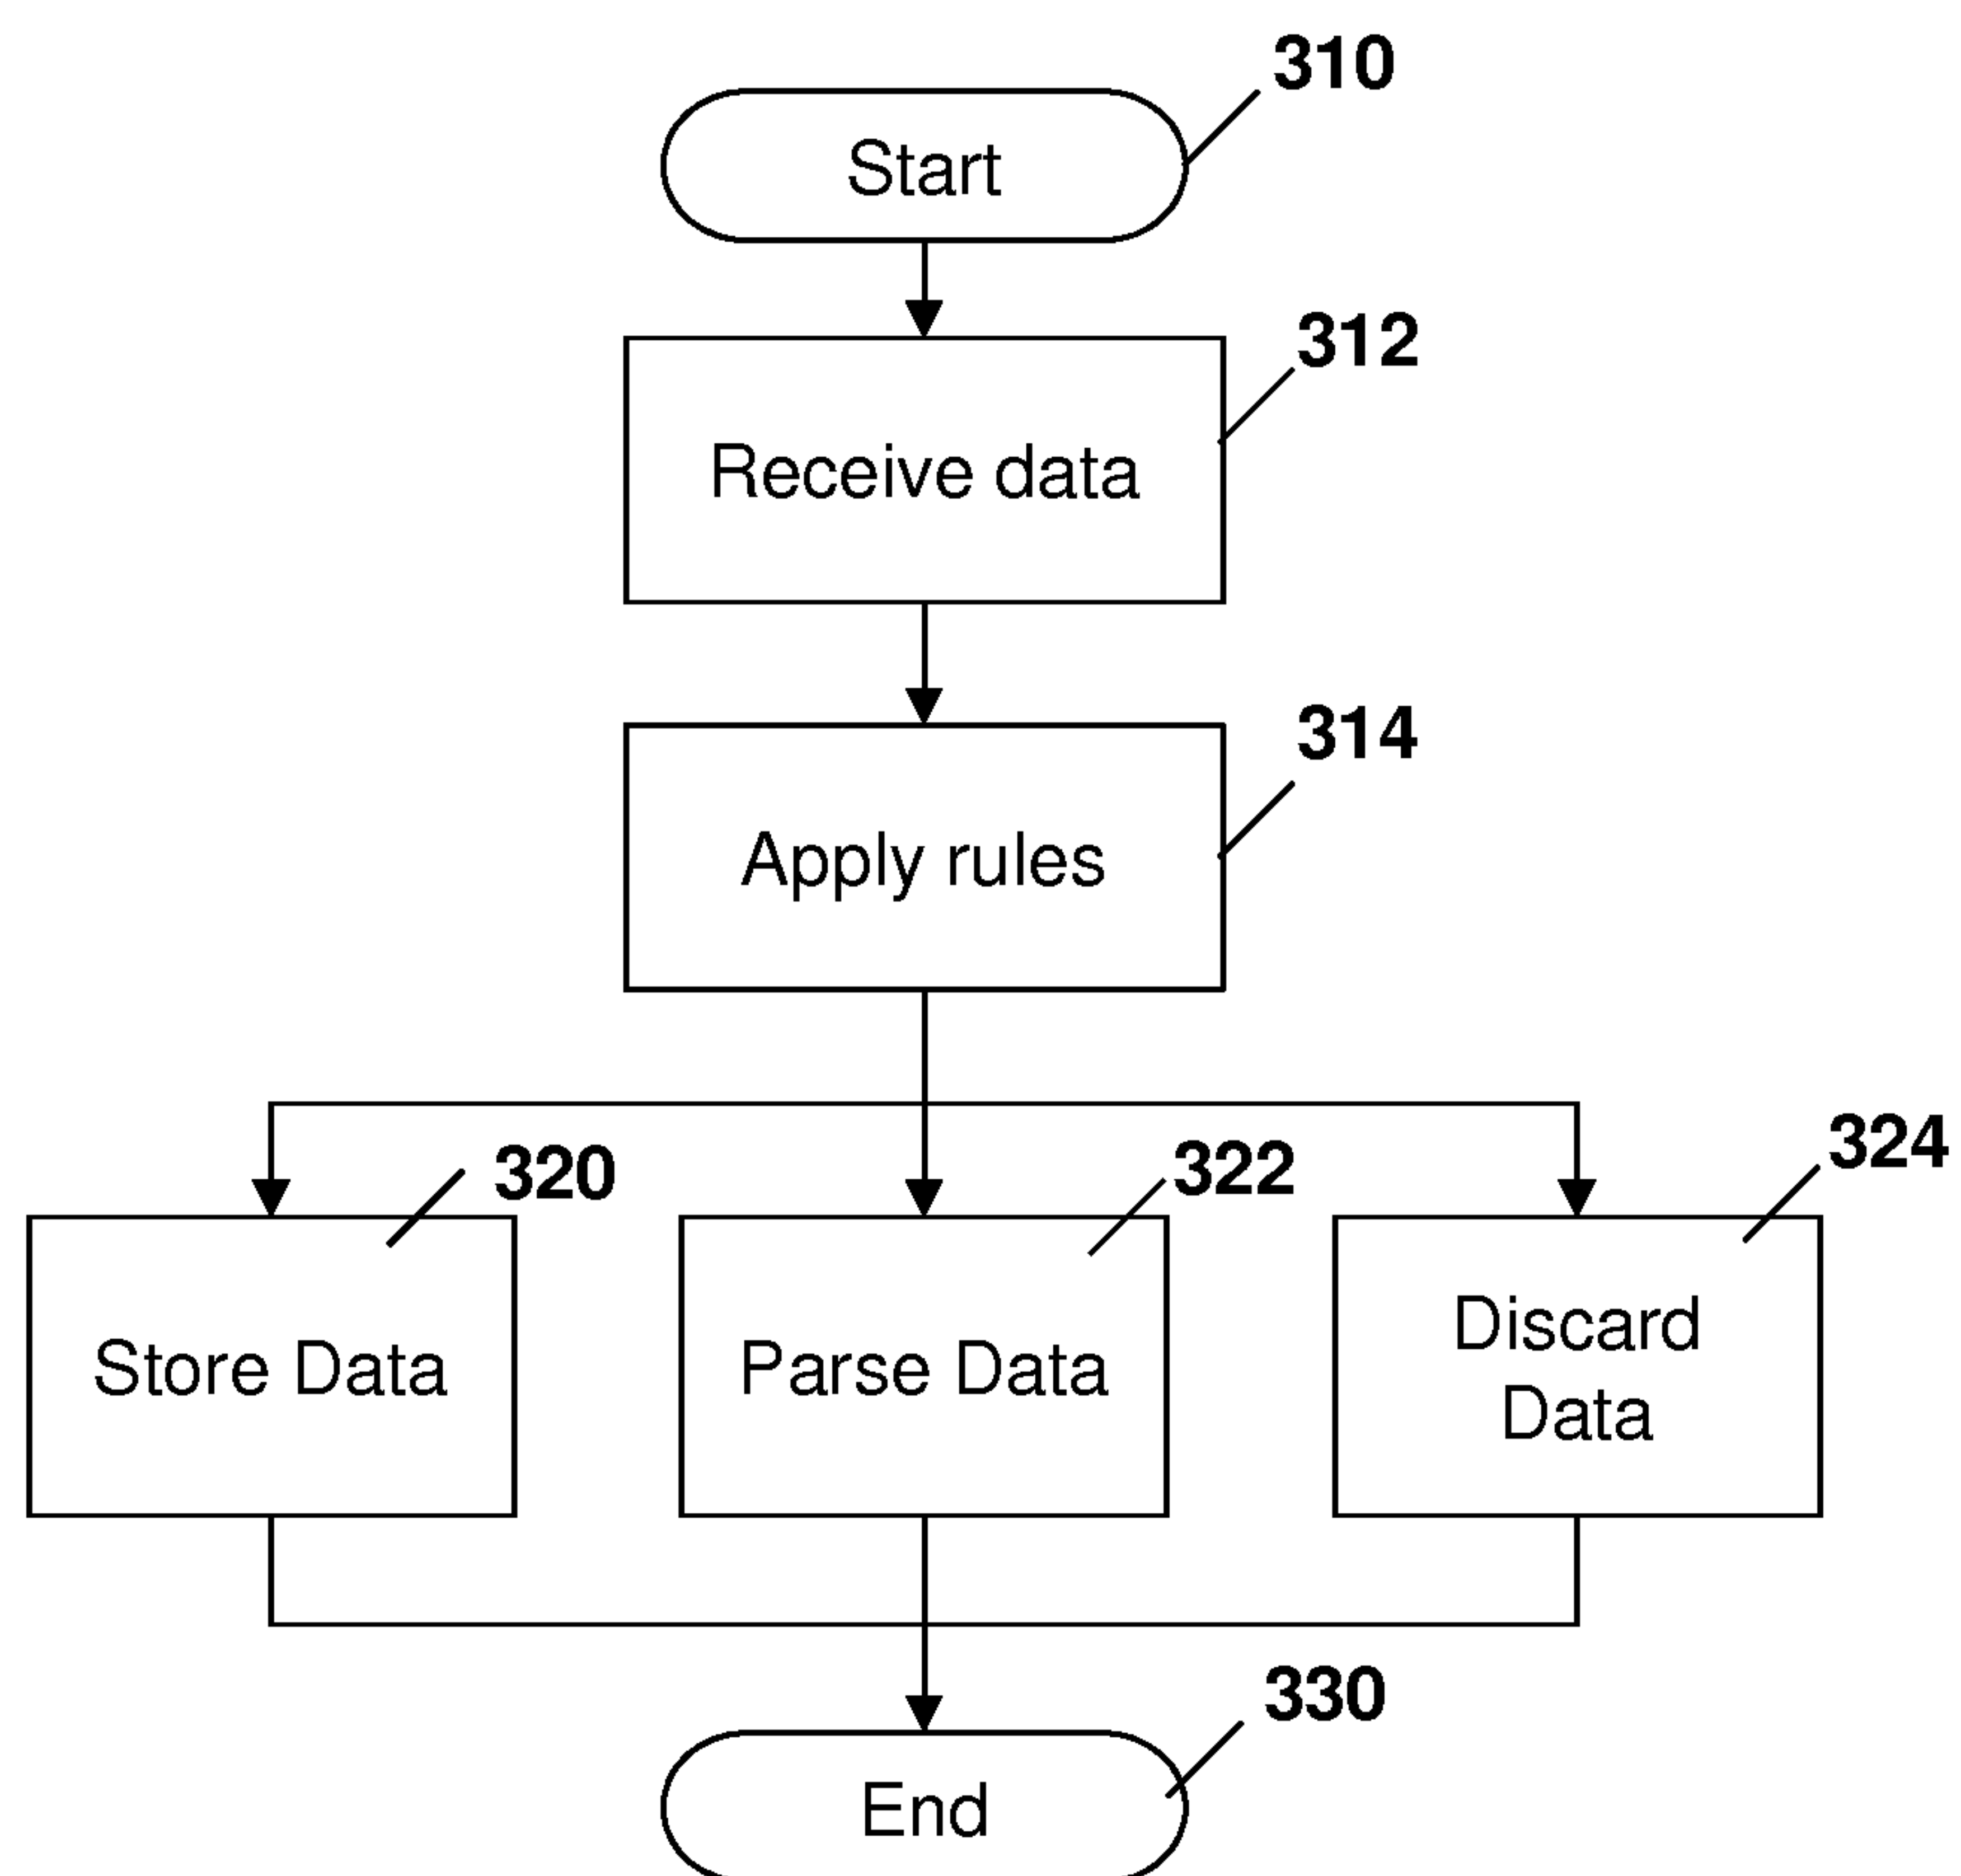 310
Start
312
Receive data
314
Apply rules
320
322
324
Store Data
Parse Data
Discard
Data
330
End